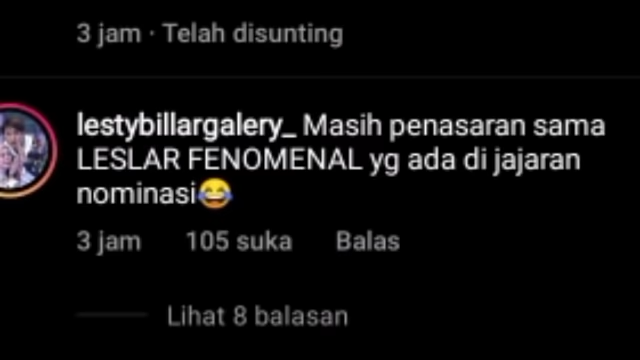 3 jam · Telah disunting
lestybillargalery_ Masih penasaran sama
LESLAR FENOMENAL yg ada di jajaran
nominasi😂
3 jam 105 suka Balas
Lihat 8 balasan